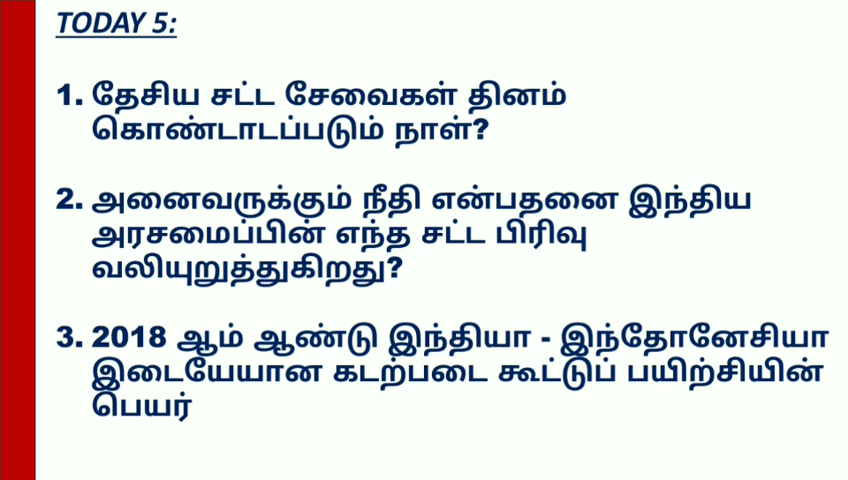 TODAY 5:
1. தேசிய சட்ட சேவைகள் தினம்
கொண்டாடப்படும் நாள்?
2. அனைவருக்கும் நீதி என்பதனை இந்திய
அரசமைப்பின் எந்த சட்ட பிரிவு
வலியுறுத்துகிறது?
3. 2018 ஆம் ஆண்டு இந்தியா - இந்தோனேசியா
இடையேயான கடற்படை கூட்டுப் பயிற்சியின்
பெயர்